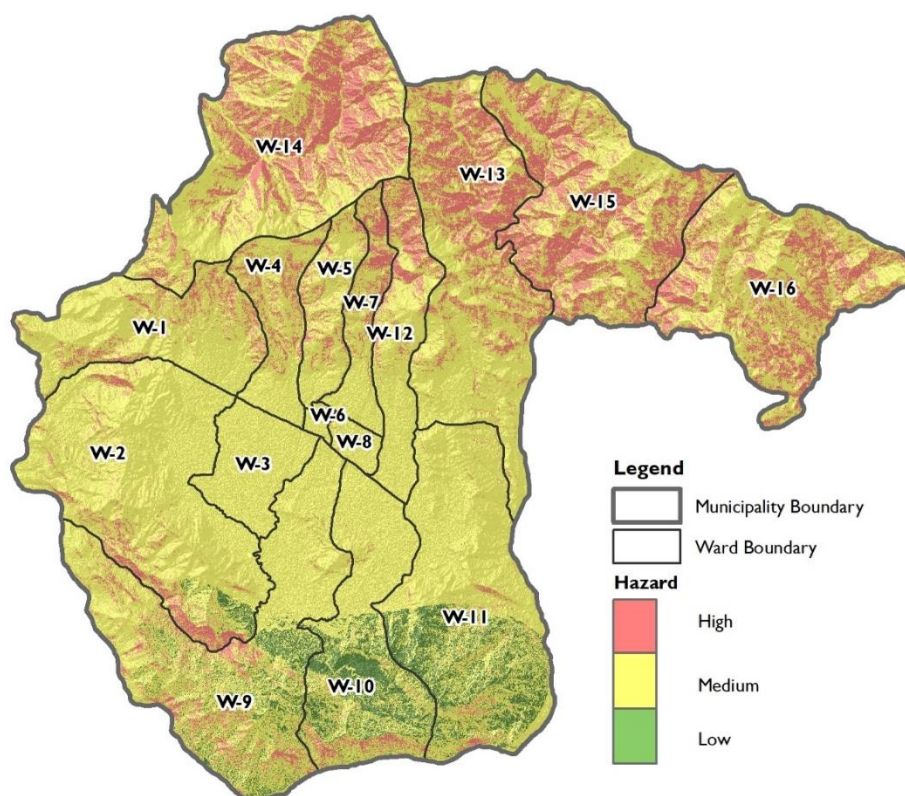 W-14
W-13
W-15
W-4
W-5
W-16
W-7
W-1
W-12
W-6
W-8
W-2
W-3
Legend
Municipality Boundary
Ward Boundary
Hazard
High
W-11
Medium
W-10
W-9
Low